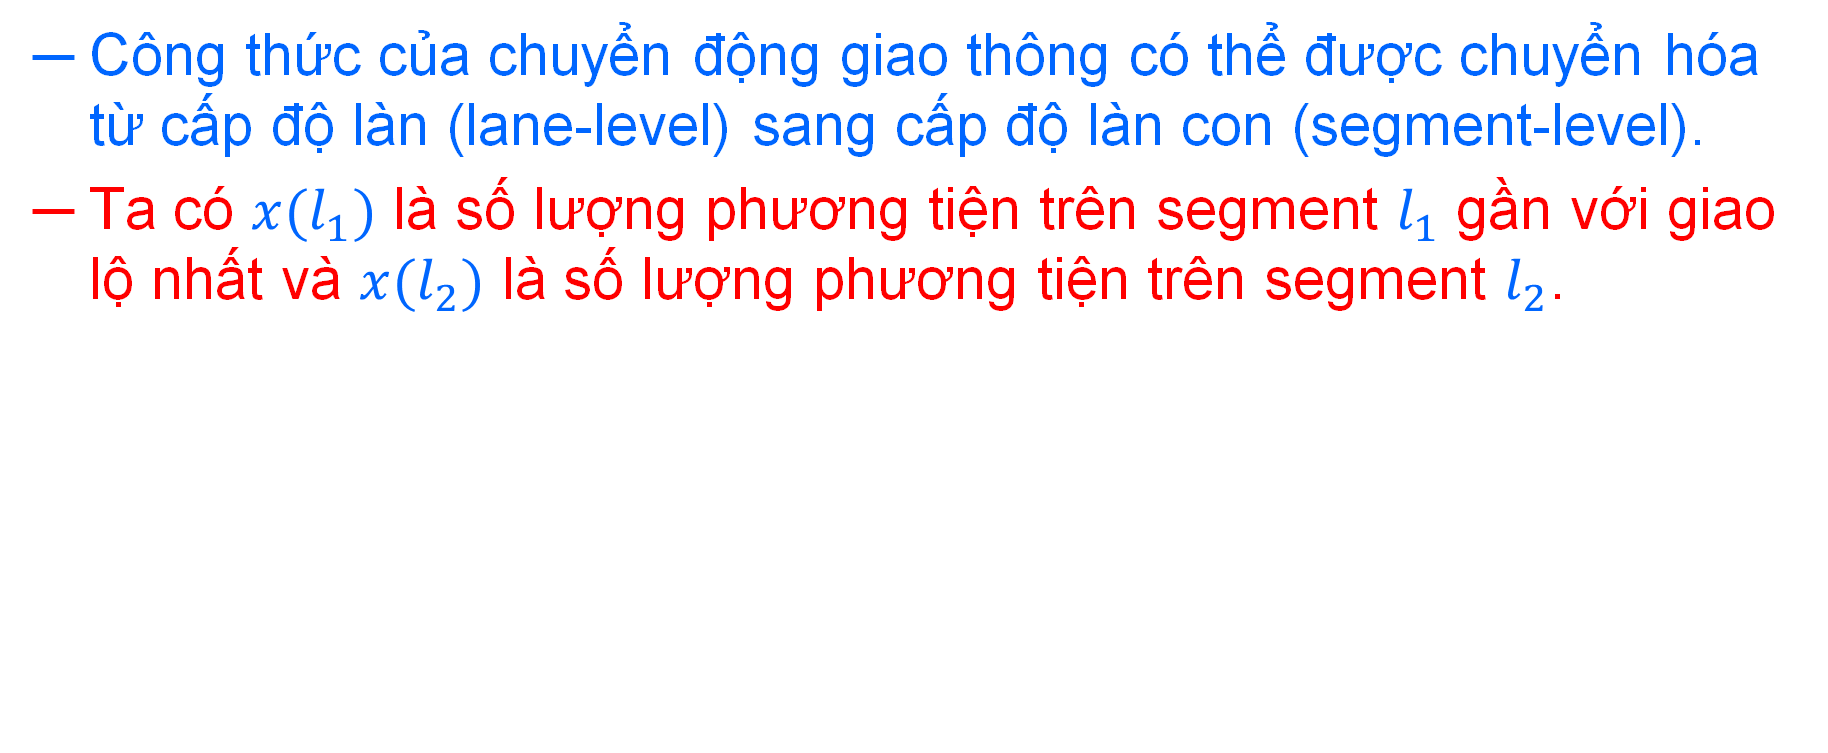 — Công thức của chuyển động giao thông có thể được chuyển hóa
từ cấp độ làn (lane-level) sang cấp độ làn con (segment-level).
— Ta có x(l₁) là số lượng phương tiện trên segment l₁ gần với giao
lộ nhất và x(l₂) là số lượng phương tiện trên segment l₂.